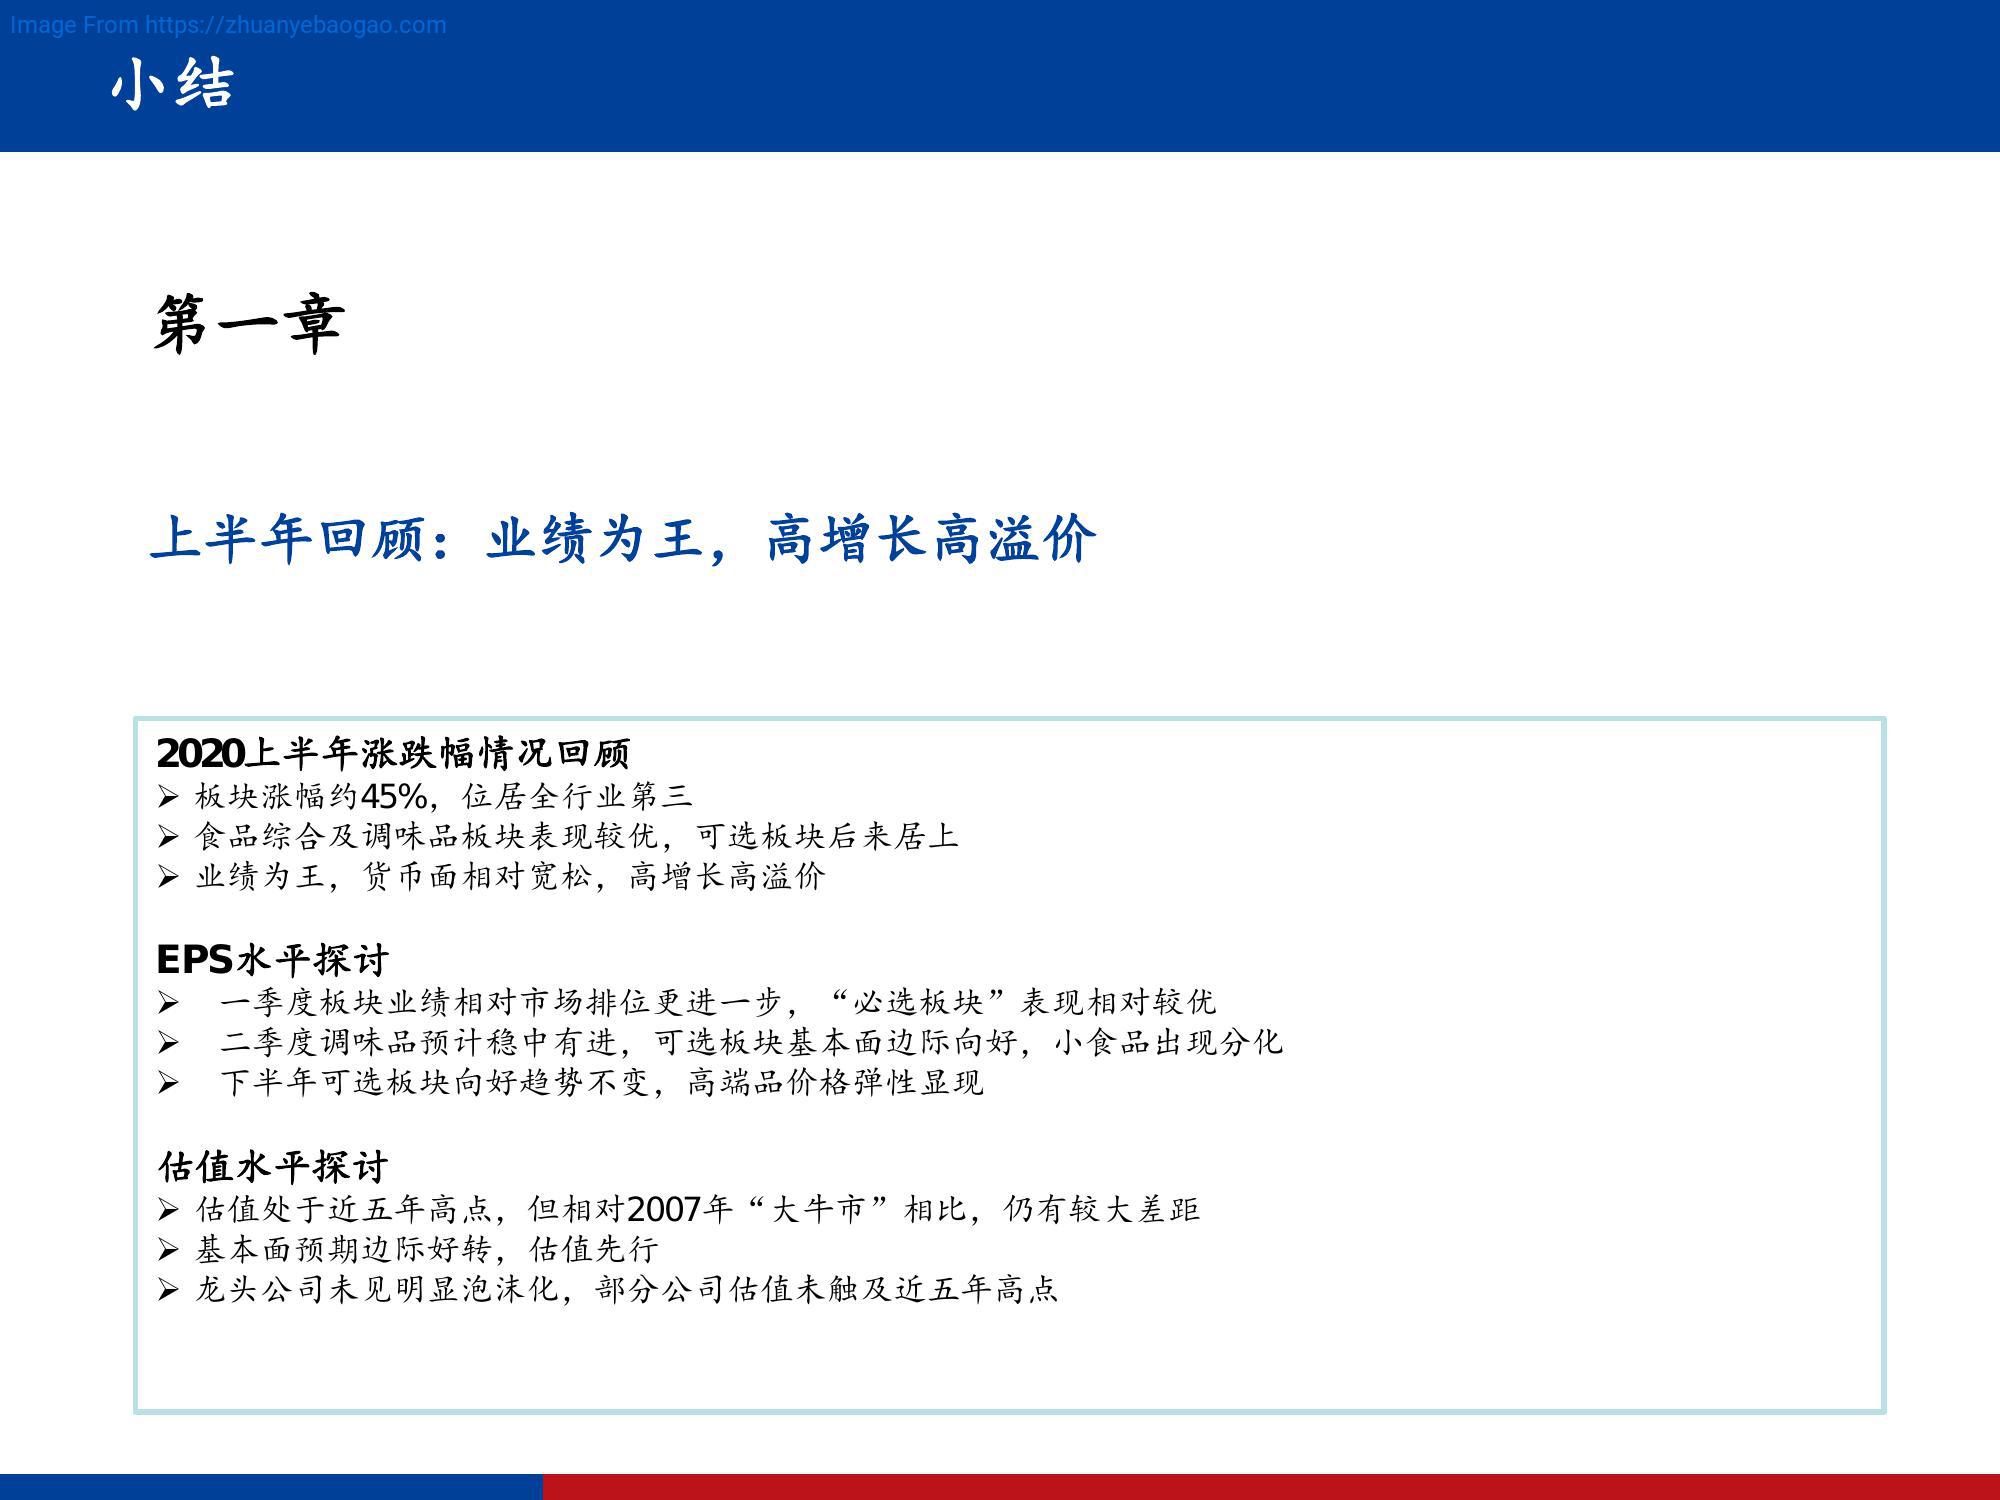 Image From https://zhuanyebaogao.com
小结
第一章
上半年回顾：业绩为王，高增长高溢价
2020上半年涨跌幅情况回顾
➢ 板块涨幅约45%，位居全行业第三
➢ 食品综合及调味品板块表现较优，可选板块后来居上
➢ 业绩为王，货币面相对宽松，高增长高溢价
EPS水平探讨
➢ 一季度板块业绩相对市场排位更进一步，“必选板块”表现相对较优
➢ 二季度调味品预计稳中有进，可选板块基本面边际向好，小食品出现分化
➢ 下半年可选板块向好趋势不变，高端品价格弹性显现
估值水平探讨
➢ 估值处于近五年高点，但相对2007年“大牛市”相比，仍有较大差距
➢ 基本面预期边际好转，估值先行
➢ 龙头公司未见明显泡沫化，部分公司估值未触及近五年高点